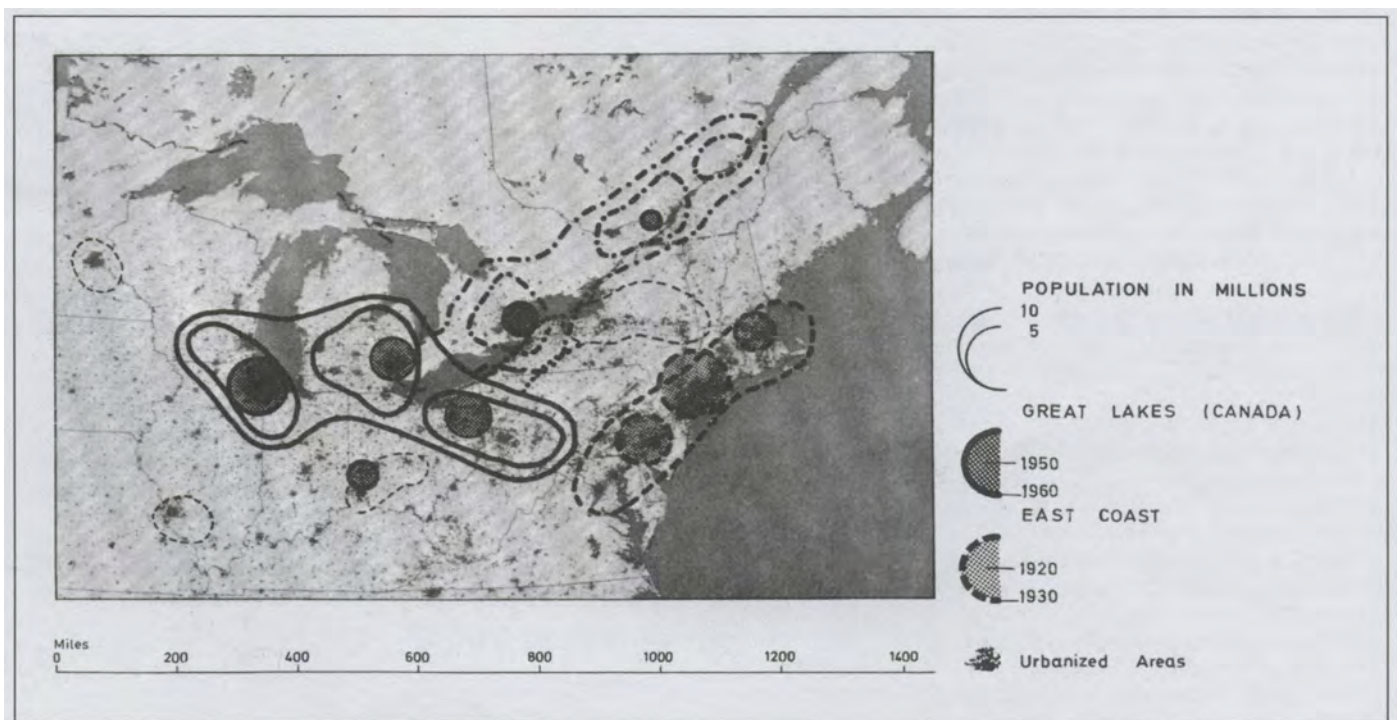 POPULATION IN MILLIONS
10
5
GREAT LAKES (CANADA)
1950
1960
EAST COAST
1920
1930
Urbanized Areas
Miles
0 200 400 600 800 1000 1200 1400